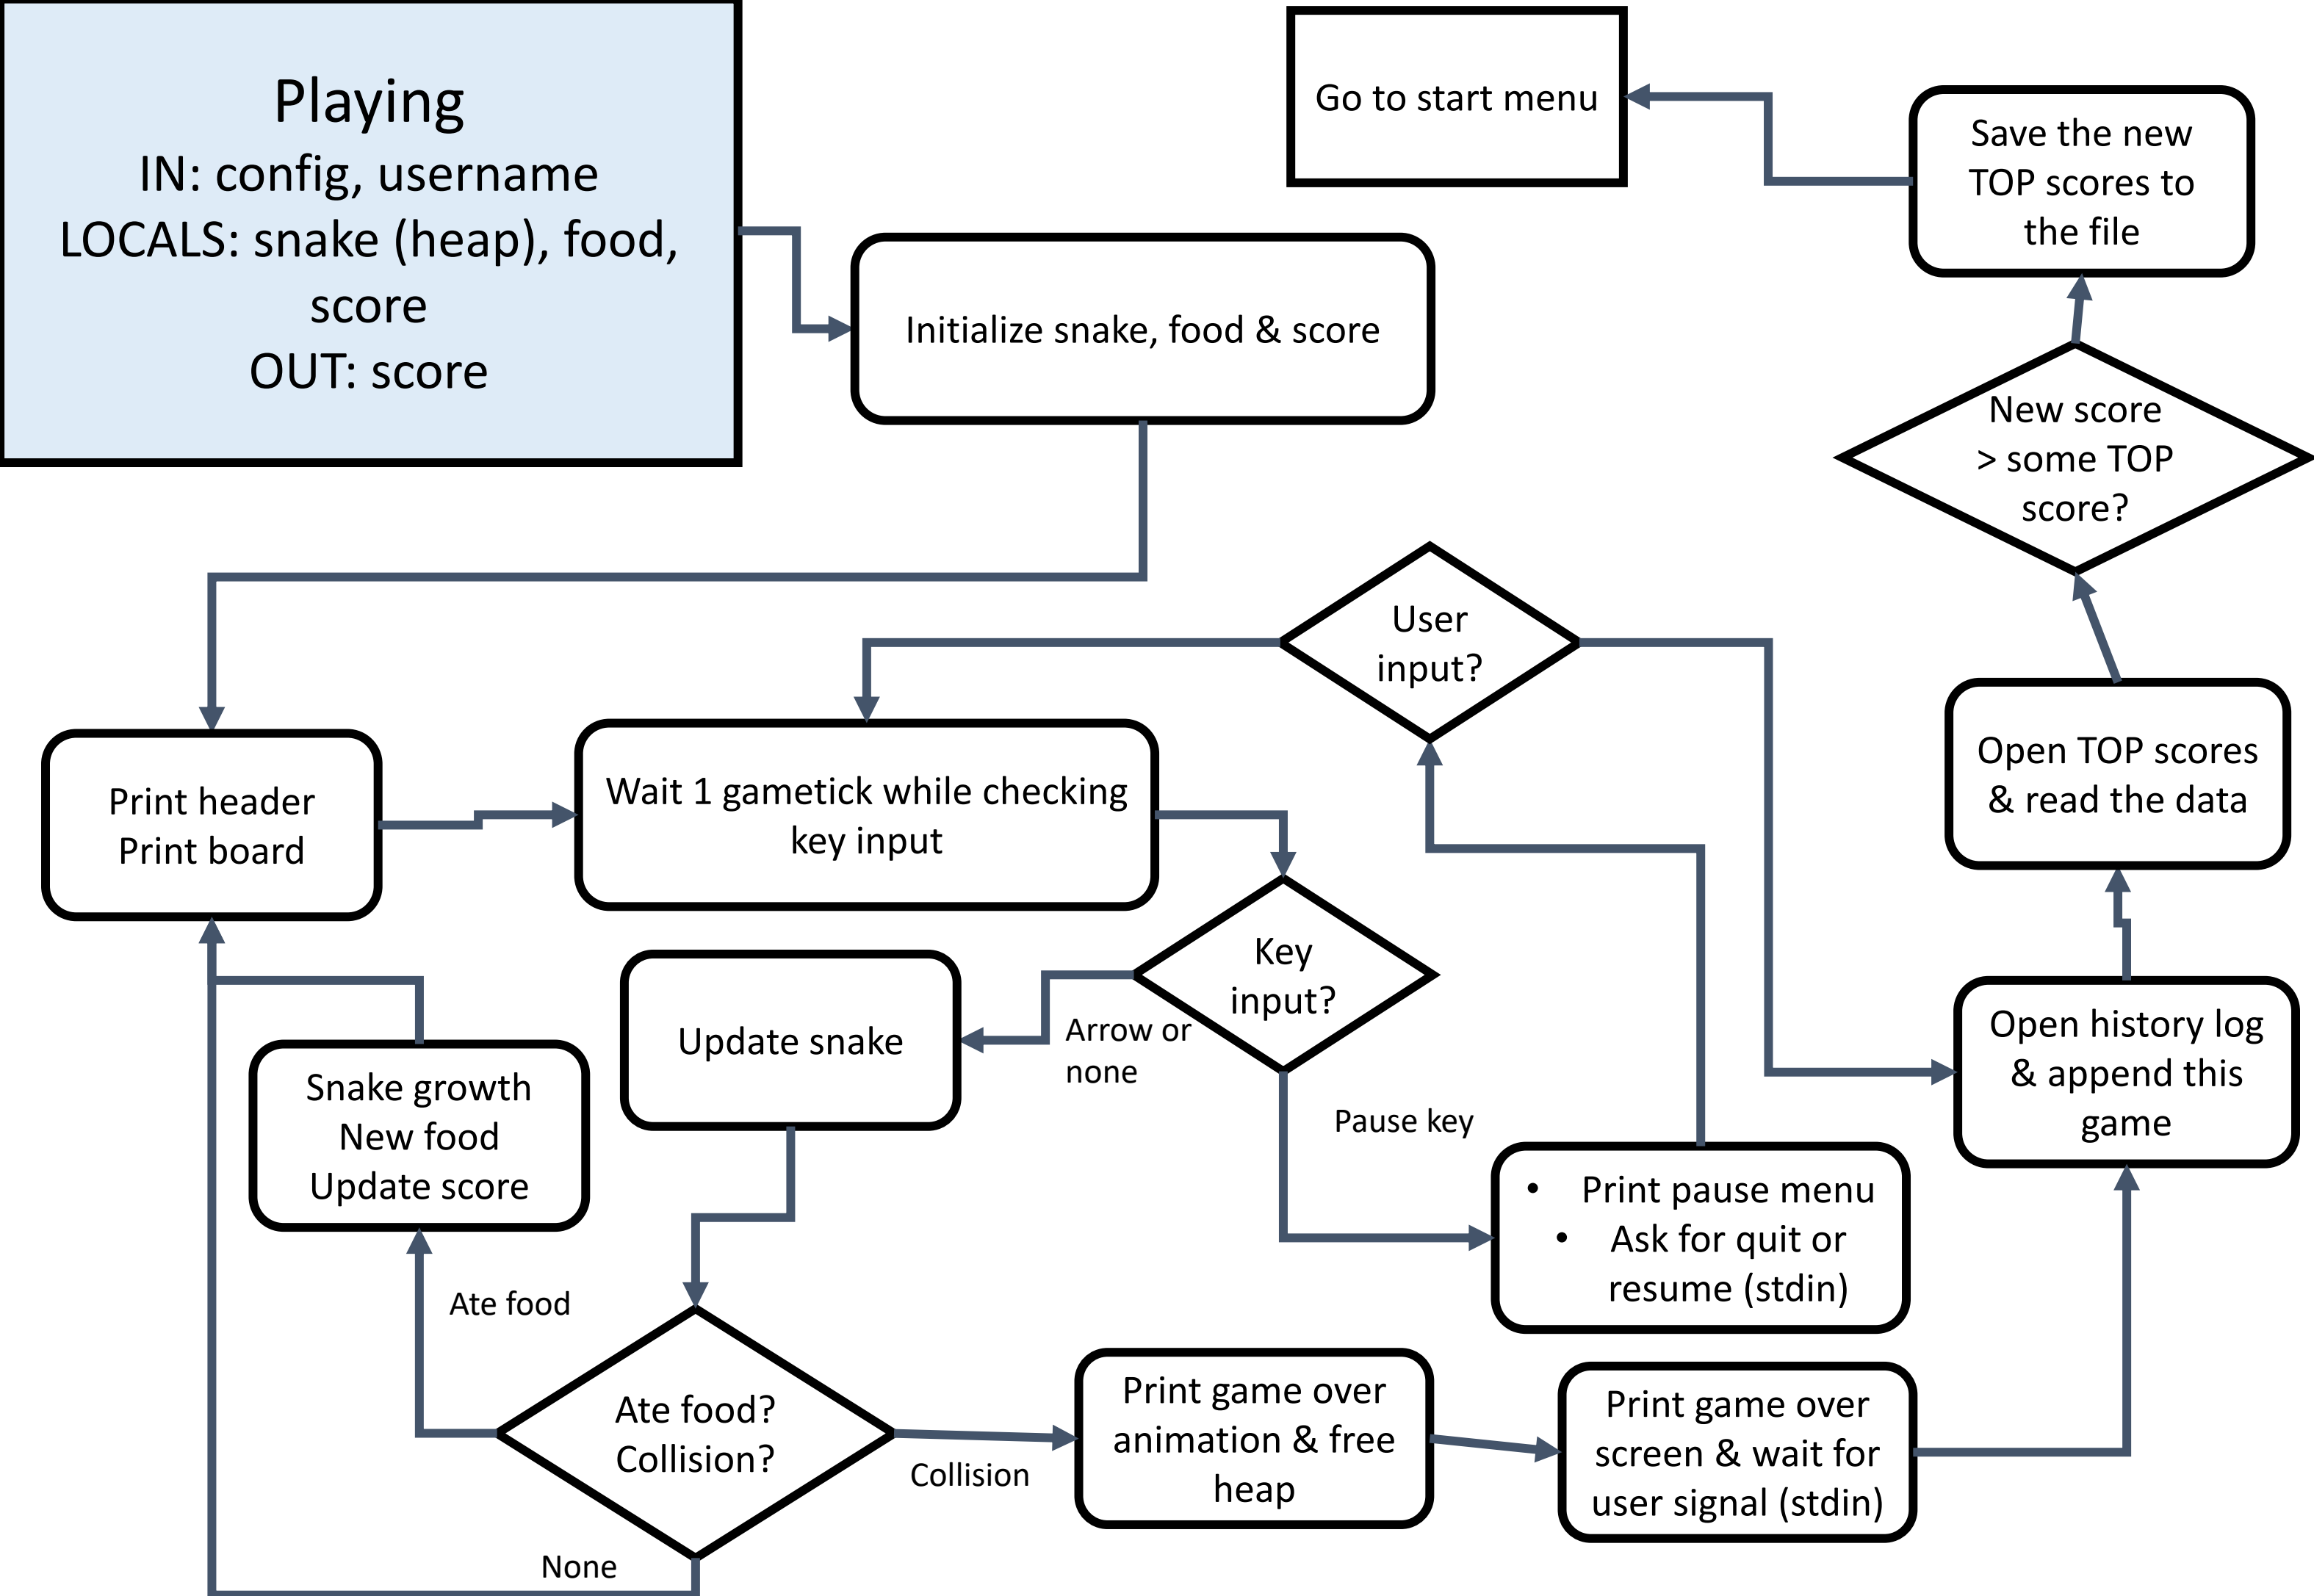 Playing
IN: config, username
LOCALS: snake (heap), food,
score
OUT: score
Go to start menu
Save the new
TOP scores to
the file
Initialize snake, food & score
New score
> some TOP
score?
User
input?
Print header
Print board
Wait 1 gametick while checking
key input
Open TOP scores
& read the data
Key
input?
Update snake
Arrow or
none
Open history log
& append this
game
Snake growth
New food
Update score
Pause key
• Print pause menu
• Ask for quit or
resume (stdin)
Ate food
Ate food?
Collision?
Collision
Print game over
animation & free
heap
Print game over
screen & wait for
user signal (stdin)
None